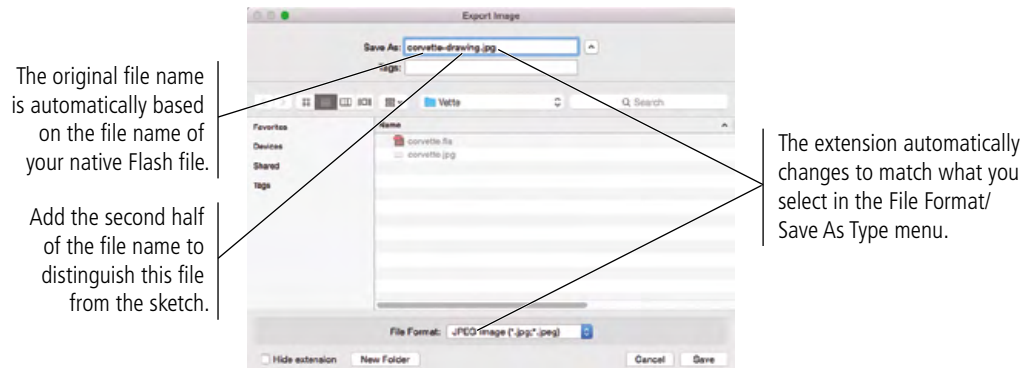 Export Image
Save As: corvette-drawing.jpg
Tags:
The original file name
is automatically based
on the file name of
your native Flash file.
Vette
Search
Favorites
Devices
Shared
Tags
Name
corvette.fla
corvette.jpg
Add the second half
of the file name to
distinguish this file
from the sketch.
The extension automatically
changes to match what you
select in the File Format/
Save As Type menu.
File Format: JPEG Image (*.jpg;*.jpeg)
Hide extension New Folder Cancel Save